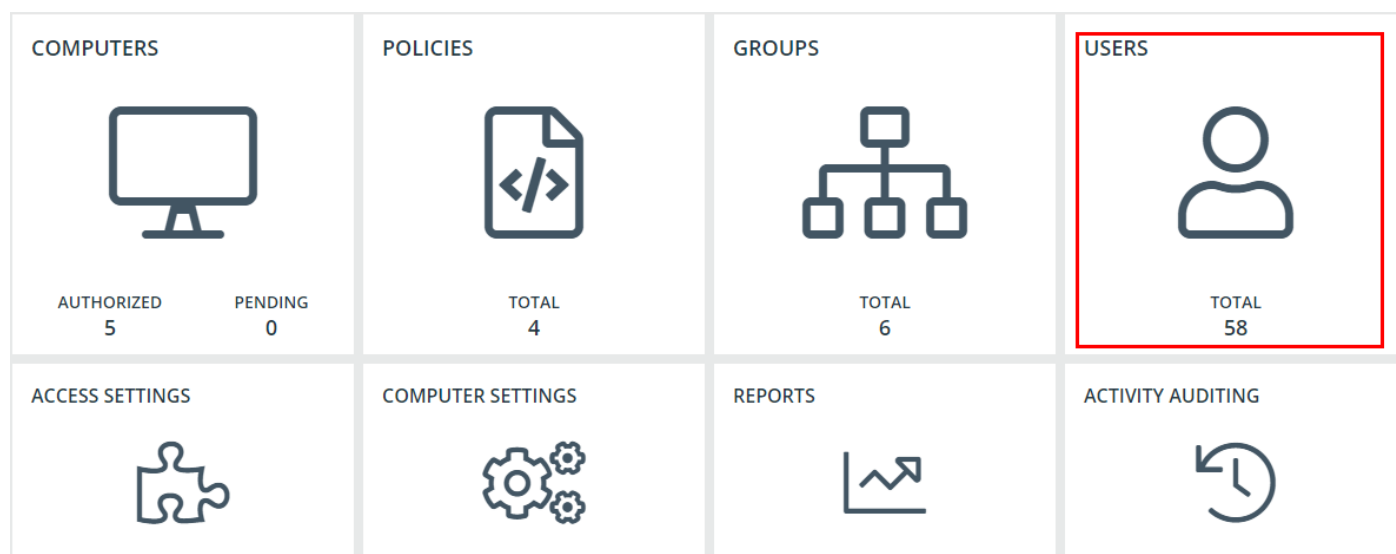 COMPUTERS
POLICIES
GROUPS
USERS
AUTHORIZED
5
PENDING
0
TOTAL
4
TOTAL
6
TOTAL
58
ACCESS SETTINGS
COMPUTER SETTINGS
REPORTS
ACTIVITY AUDITING